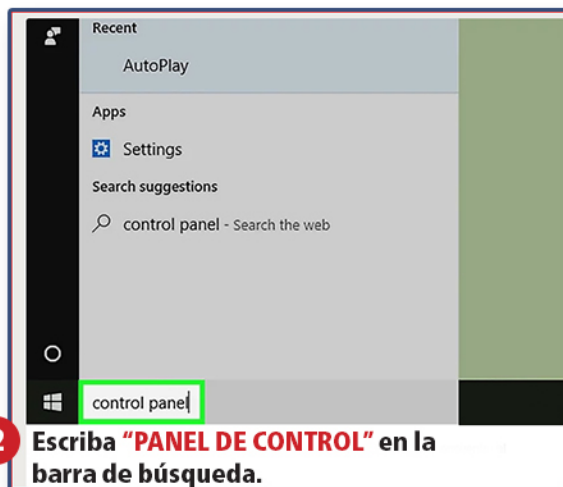 Recent
AutoPlay
Apps
Settings
Search suggestions
control panel - Search the web
control panel
2 Escriba “PANEL DE CONTROL” en la
barra de búsqueda.